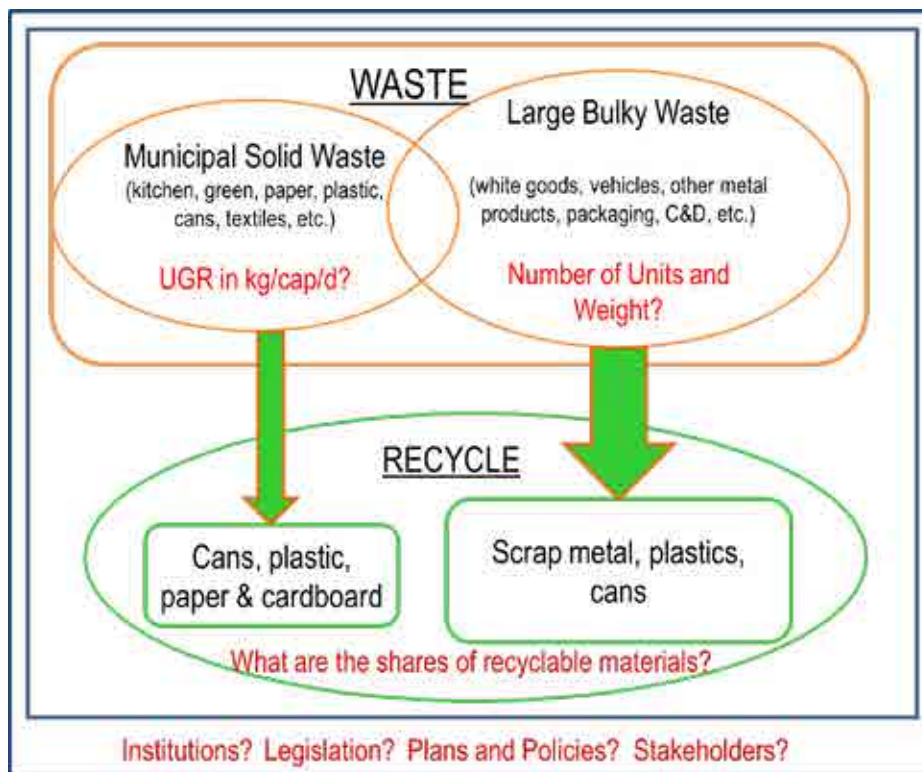 WASTE
Municipal Solid Waste
(kitchen, green, paper, plastic,
cans, textiles, etc.)
UGR in kg/cap/d?
Large Bulky Waste
(white goods, vehicles, other metal
products, packaging, C&D, etc.)
Number of Units and
Weight?
RECYCLE
Cans, plastic,
paper & cardboard
Scrap metal, plastics,
cans
What are the shares of recyclable materials?
Institutions? Legislation? Plans and Policies? Stakeholders?